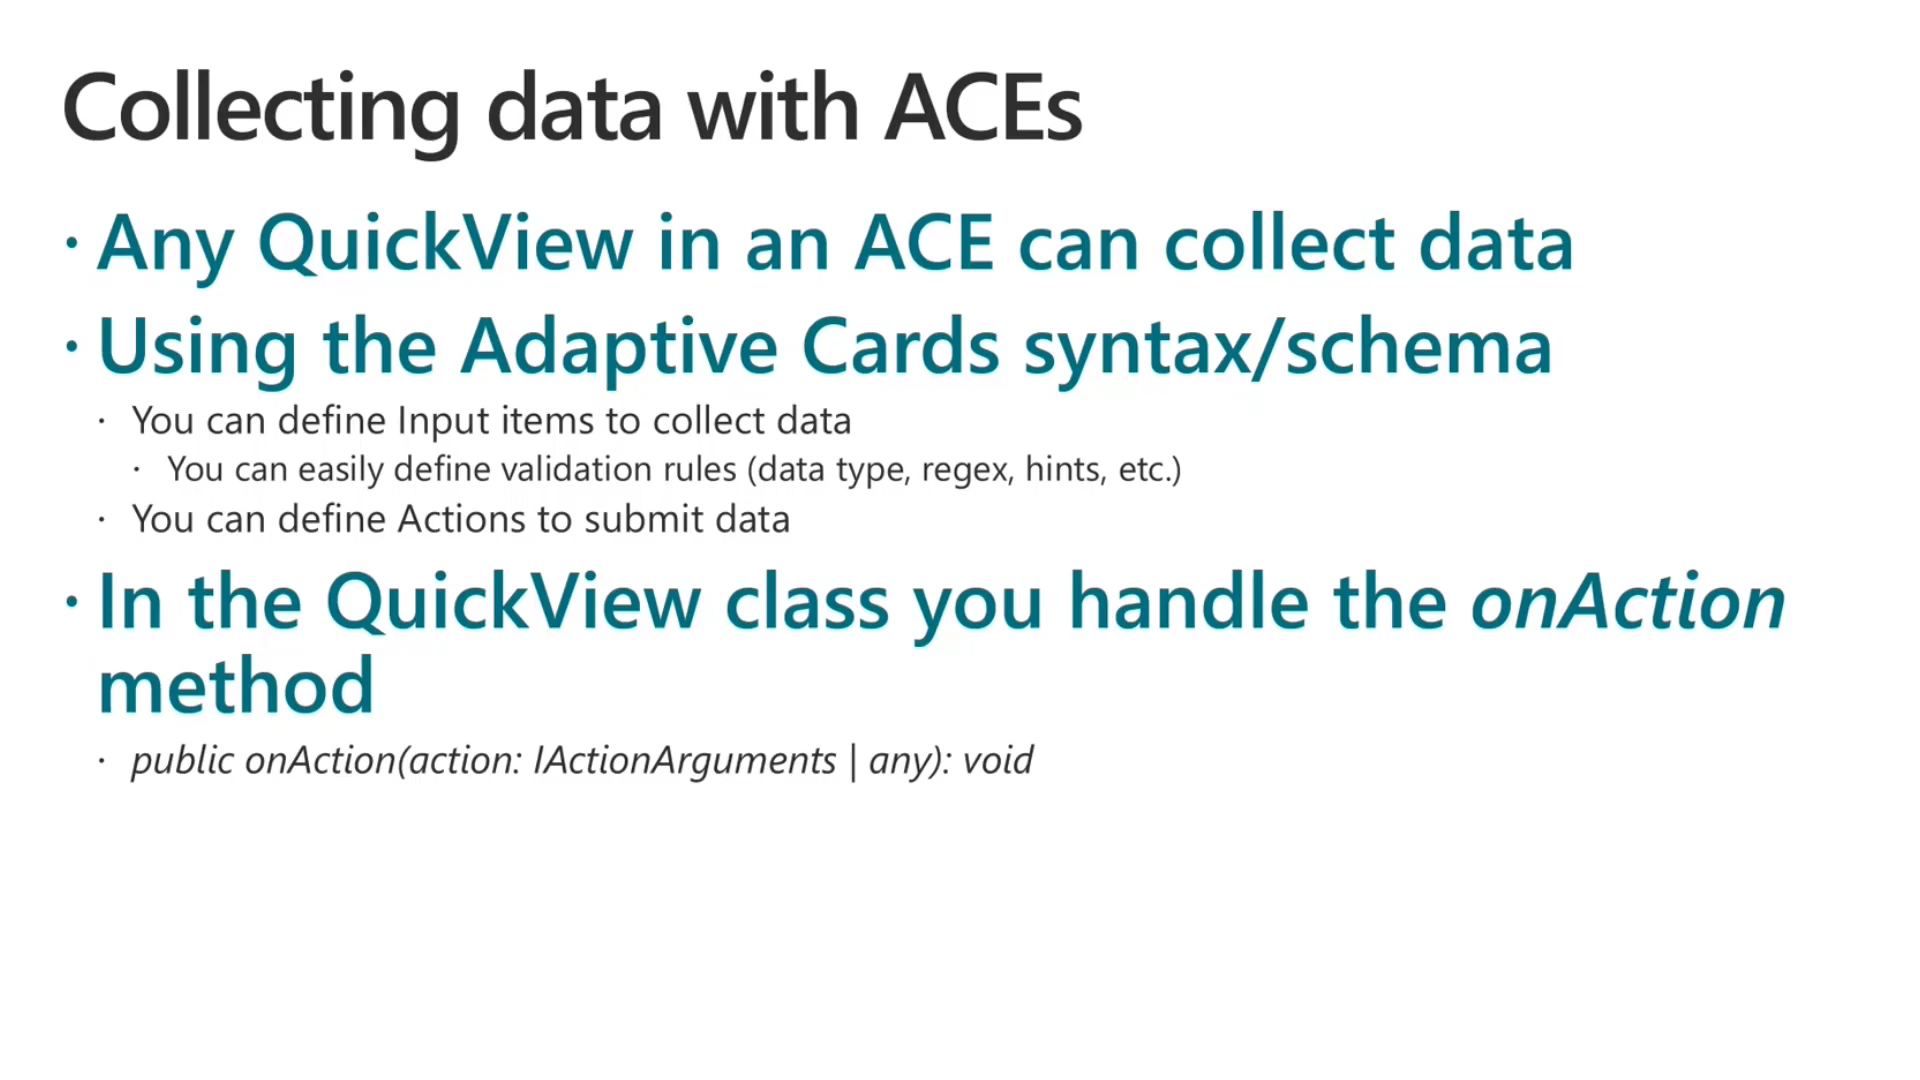 Collecting data with ACEs
· Any QuickView in an ACE can collect data
· Using the Adaptive Cards syntax/schema
· You can define Input items to collect data
· You can easily define validation rules (data type, regex, hints, etc.)
· You can define Actions to submit data
· In the QuickView class you handle the onAction
method
· public onAction(action: IActionArguments | any): void